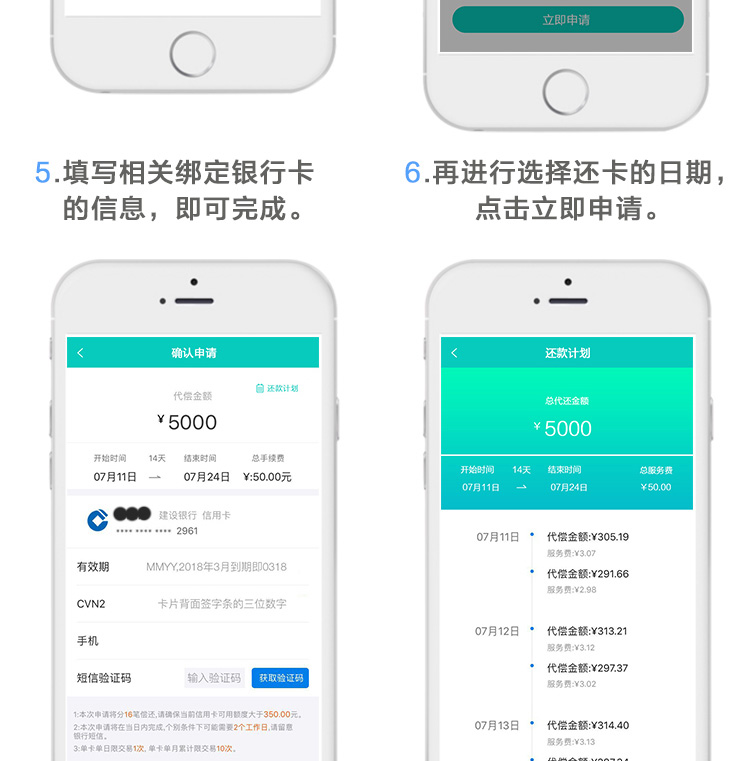 立即申请
5.填写相关绑定银行卡
的信息，即可完成。
6.再进行选择还卡的日期，
点击立即申请。
确认申请
代偿金额
还款计划
¥5000
开始时间 14天 结束时间 总手续费
07月11日 07月24日 ¥:50.00元
建设银行 信用卡
**** **** **** 2961
有效期 MMYY,2018年3月到期即0318
CVN2 卡片背面签字条的三位数字
手机
短信验证码 输入验证码 获取验证码
1:本次申请将分16笔偿还,请确保当前信用卡可用额度大于350.00元。
2:本次申请将在当日内完成,个别条件下可能需要2个工作日,请留意
银行短信。
3:单卡单日限交易1次, 单卡单月累计限交易10次。
还款计划
总代还金额
¥5000
开始时间 14天 结束时间 总服务费
07月11日 07月24日 ¥50.00
07月11日 代偿金额:¥305.19
服务费:¥3.07
代偿金额:¥291.66
服务费:¥2.98
07月12日 代偿金额:¥313.21
服务费:¥3.12
代偿金额:¥297.37
服务费:¥3.02
07月13日 代偿金额:¥314.40
服务费:¥3.13